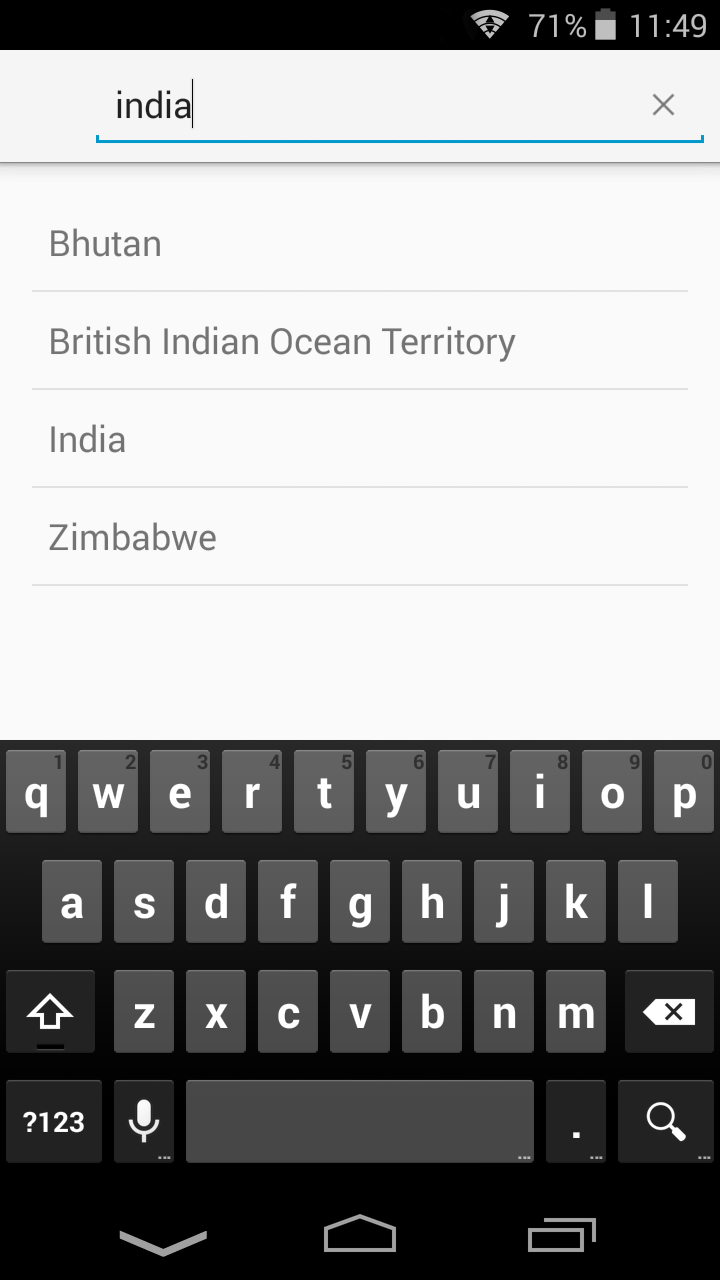 71% 11:49
india
Bhutan
British Indian Ocean Territory
India
Zimbabwe
1 2 3 4 5 6 7 8 9 0
q w e r t y u i o p
a s d f g h j k l
z x c v b n m
?123 .